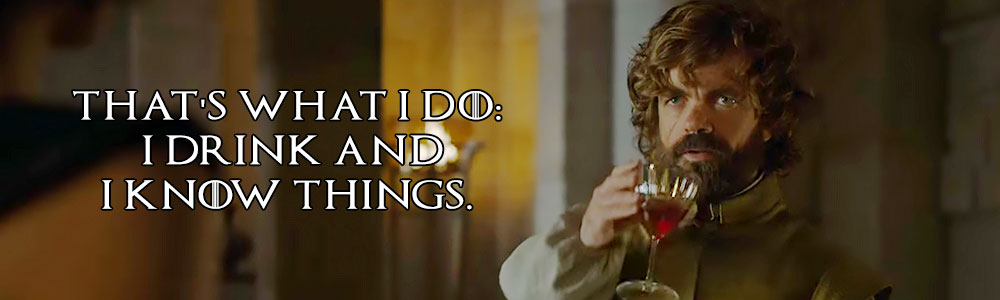 THAT'S WHAT I DO:
I DRINK AND
I KNOW THINGS.